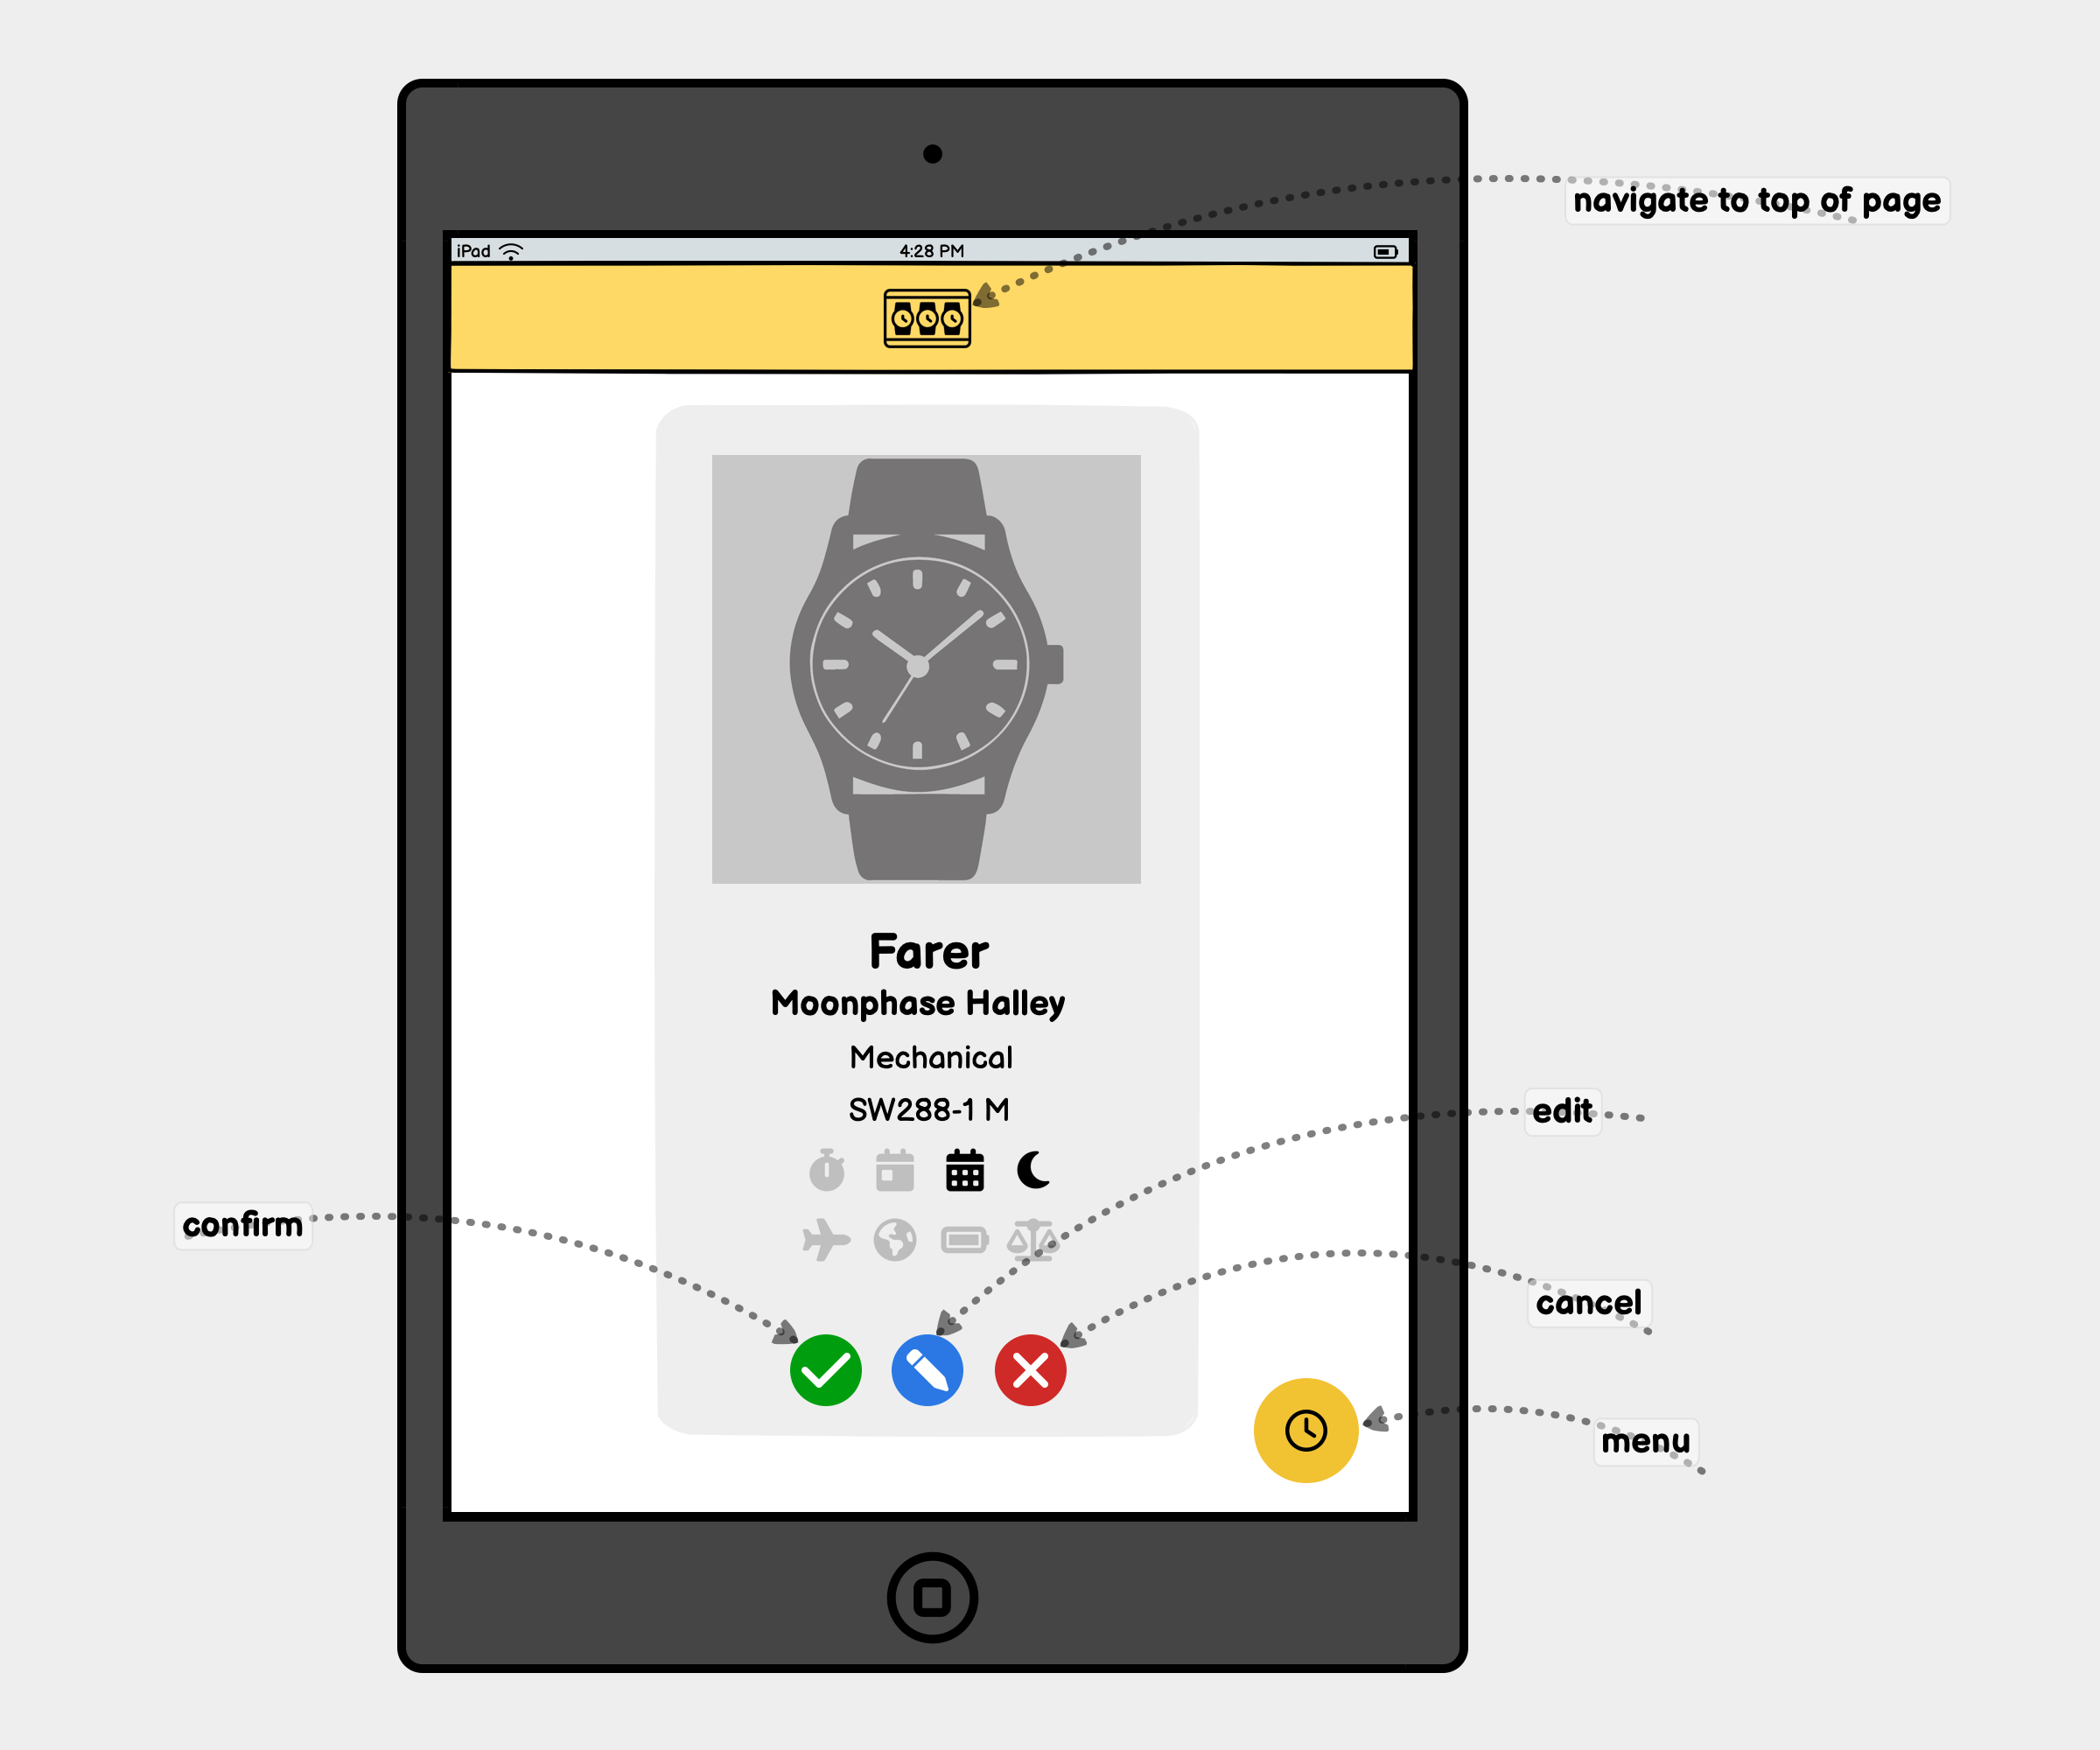 navigate to top of page
iPad
4:28 PM
Farer
Moonphase Halley
Mechanical
SW288-1 M
edit
confirm
cancel
menu